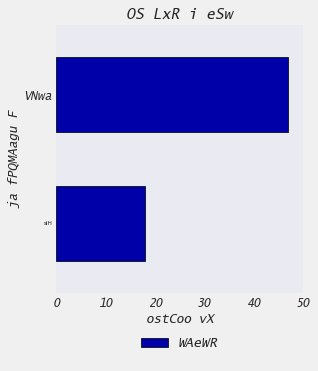 OS LxR i eSw
ja fPQMAagu F
VNwa
0 10 20 30 40 50
ostCoo vX
WAeWR